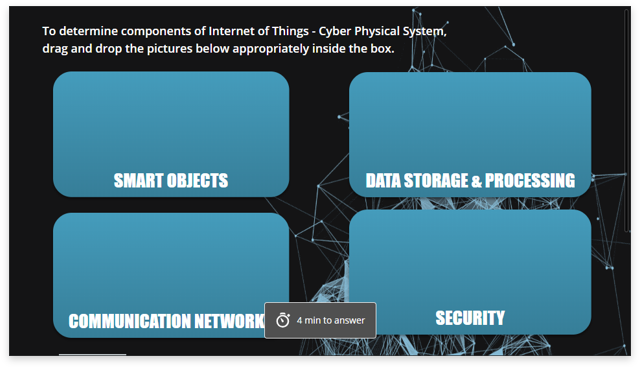 To determine components of Internet of Things - Cyber Physical System,
drag and drop the pictures below appropriately inside the box.
SMART OBJECTS
DATA STORAGE & PROCESSING
COMMUNICATION NETWORK
SECURITY
4 min to answer